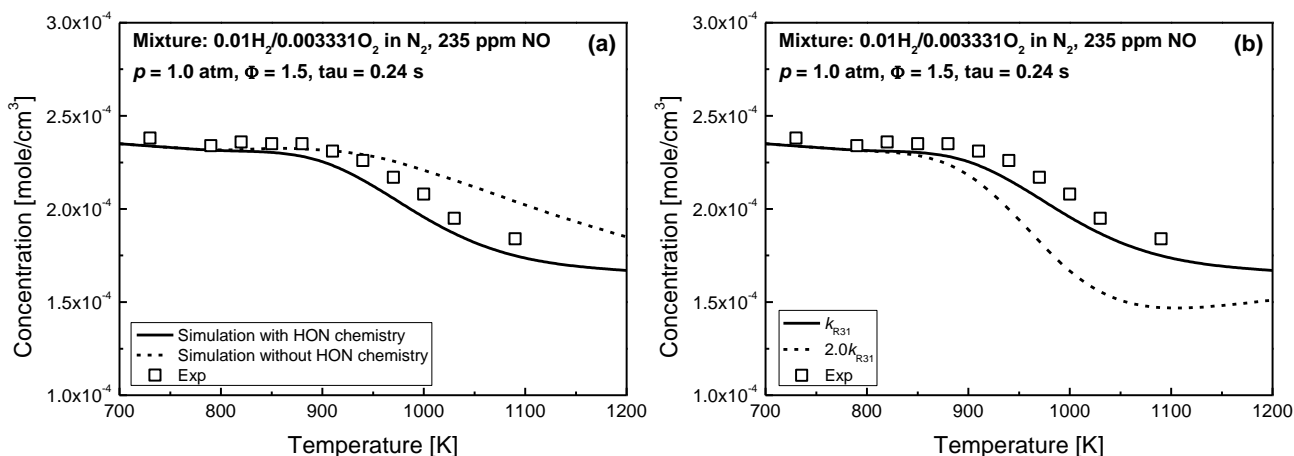 Mixture: 0.01H₂/0.003331O₂ in N₂, 235 ppm NO (a)
p = 1.0 atm, Φ = 1.5, tau = 0.24 s
Concentration [mole/cm³]
3.0x10⁻⁴
2.5x10⁻⁴
2.0x10⁻⁴
1.5x10⁻⁴
1.0x10⁻⁴
Simulation with HON chemistry
Simulation without HON chemistry
Exp
700 800 900 1000 1100 1200
Temperature [K]
Mixture: 0.01H₂/0.003331O₂ in N₂, 235 ppm NO (b)
p = 1.0 atm, Φ = 1.5, tau = 0.24 s
Concentration [mole/cm³]
3.0x10⁻⁴
2.5x10⁻⁴
2.0x10⁻⁴
1.5x10⁻⁴
1.0x10⁻⁴
k_R31
2.0k_R31
Exp
700 800 900 1000 1100 1200
Temperature [K]